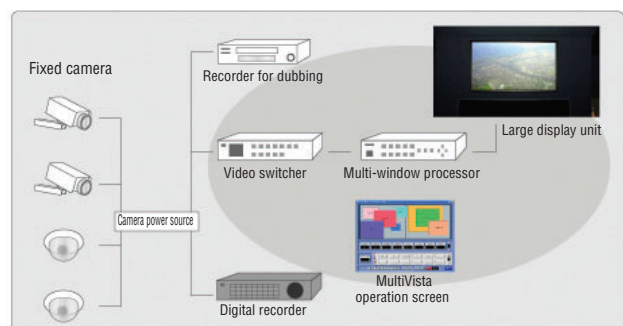 Fixed camera
Recorder for dubbing
Large display unit
Video switcher
Multi-window processor
Camera power source
MultiVista
operation screen
Digital recorder